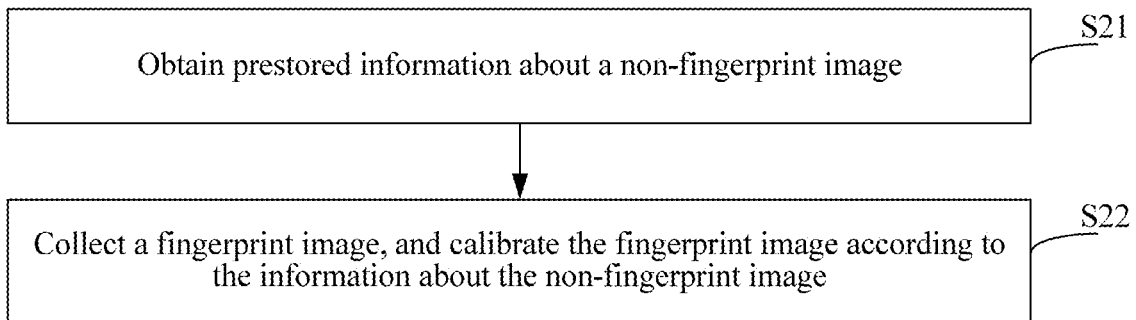 S21
Obtain prestored information about a non-fingerprint image
S22
Collect a fingerprint image, and calibrate the fingerprint image according to
the information about the non-fingerprint image